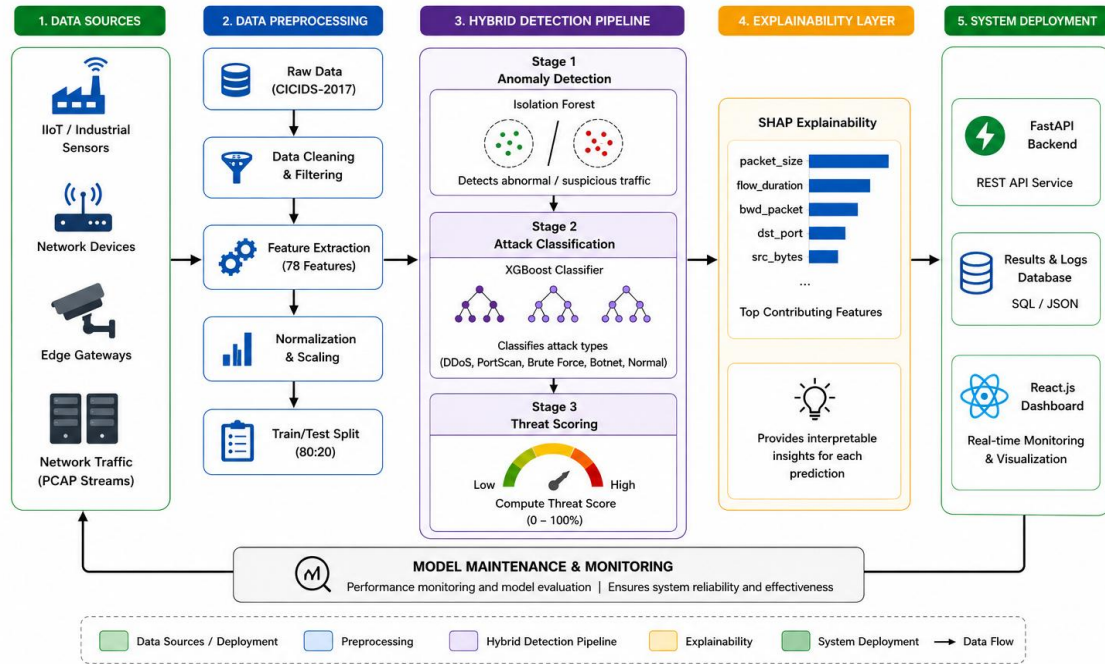 1. DATA SOURCES
IIoT / Industrial
Sensors
Network Devices
Edge Gateways
Network Traffic
(PCAP Streams)
2. DATA PREPROCESSING
Raw Data
(CICIDS-2017)
Data Cleaning
& Filtering
Feature Extraction
(78 Features)
Normalization
& Scaling
Train/Test Split
(80:20)
3. HYBRID DETECTION PIPELINE
Stage 1
Anomaly Detection
Isolation Forest
Detects abnormal / suspicious traffic
Stage 2
Attack Classification
XGBoost Classifier
Classifies attack types
(DDoS, PortScan, Brute Force, Botnet, Normal)
Stage 3
Threat Scoring
Low
High
Compute Threat Score
(0 – 100%)
4. EXPLAINABILITY LAYER
SHAP Explainability
packet_size
flow_duration
bwd_packet
dst_port
src_bytes
...
Top Contributing Features
Provides interpretable
insights for each
prediction
5. SYSTEM DEPLOYMENT
FastAPI
Backend
REST API Service
Results & Logs
Database
SQL / JSON
React.js
Dashboard
Real-time Monitoring
& Visualization
MODEL MAINTENANCE & MONITORING
Performance monitoring and model evaluation | Ensures system reliability and effectiveness
Data Sources / Deployment
Preprocessing
Hybrid Detection Pipeline
Explainability
System Deployment
Data Flow